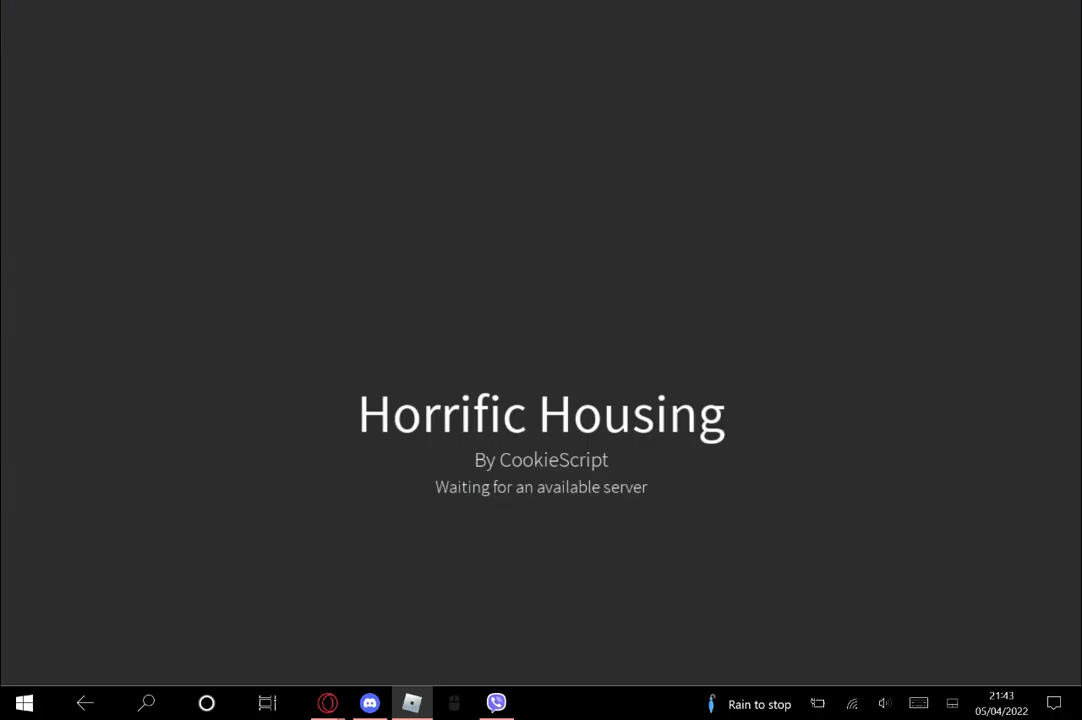 Horrific Housing
By CookieScript
Waiting for an available server
Rain to stop
21:43
05/04/2022